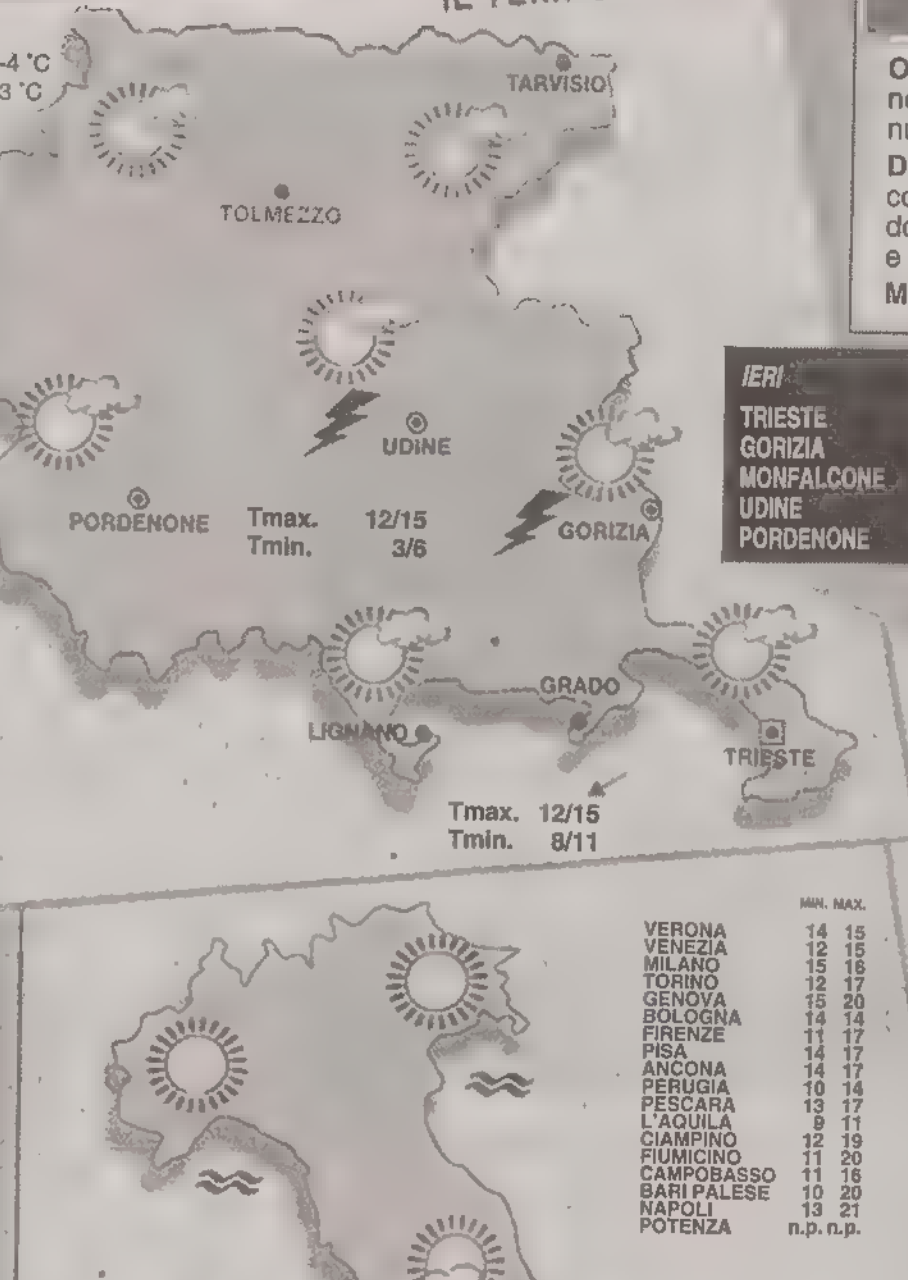 -4 °C
3 °C
TARVISIO
TOLMEZZO
UDINE
PORDENONE
Tmax. 12/15
Tmin. 3/6
GORIZIA
GRADO
LIGNANO
TRIESTE
Tmax. 12/15
Tmin. 8/11
IERI
TRIESTE
GORIZIA
MONFALCONE
UDINE
PORDENONE
MIN. MAX.
VERONA 14 15
VENEZIA 12 15
MILANO 15 16
TORINO 12 17
GENOVA 15 20
BOLOGNA 14 14
FIRENZE 11 17
PISA 14 17
ANCONA 14 17
PERUGIA 10 14
PESCARA 13 17
L'AQUILA 9 11
CIAMPINO 12 19
FIUMICINO 11 20
CAMPOBASSO 11 16
BARI PALESE 10 20
NAPOLI 13 21
POTENZA n.p. n.p.